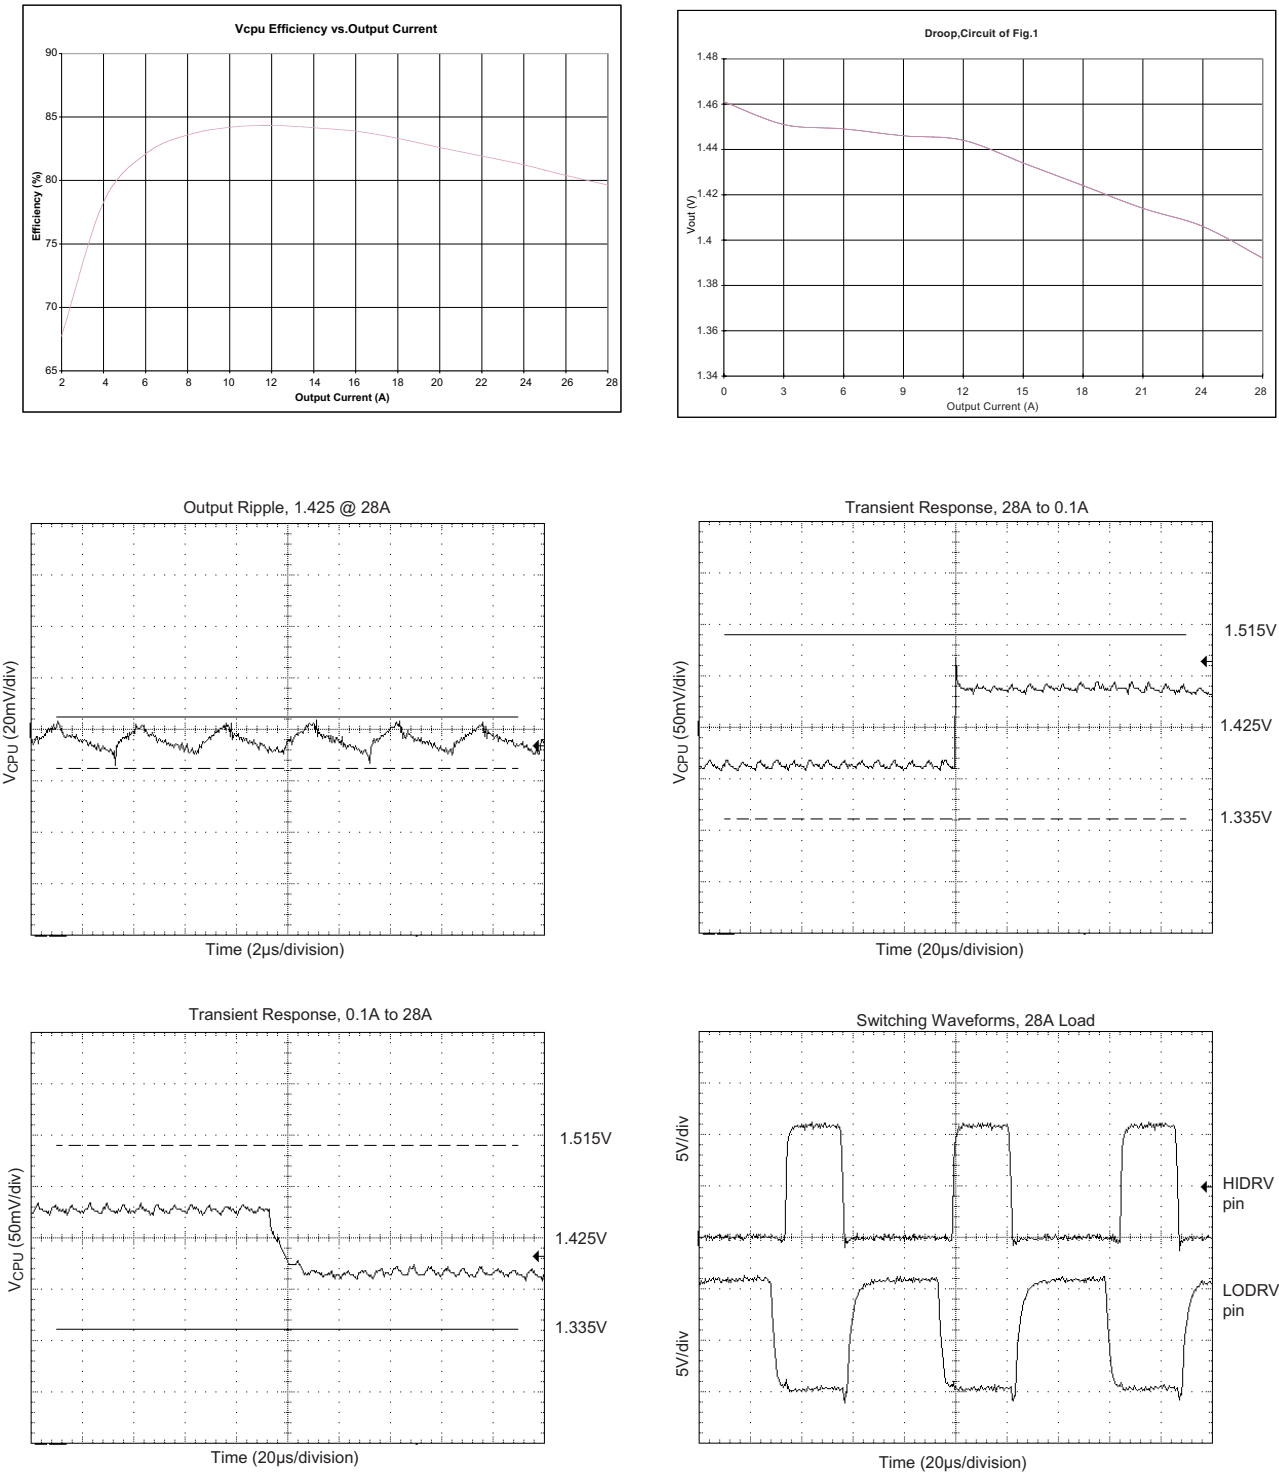 Vcpu Efficiency vs.Output Current
90
85
80
75
70
65
Efficiency (%)
2 4 6 8 10 12 14 16 18 20 22 24 26 28
Output Current (A)
Droop,Circuit of Fig.1
1.48
1.46
1.44
1.42
1.4
1.38
1.36
1.34
Vout (V)
0 3 6 9 12 15 18 21 24 28
Output Current (A)
Output Ripple, 1.425 @ 28A
VCPU (20mV/div)
Time (2µs/division)
Transient Response, 28A to 0.1A
VCPU (50mV/div)
1.515V
1.425V
1.335V
Time (20µs/division)
Transient Response, 0.1A to 28A
VCPU (50mV/div)
1.515V
1.425V
1.335V
Time (20µs/division)
Switching Waveforms, 28A Load
5V/div
5V/div
HIDRV
pin
LODRV
pin
Time (20µs/division)